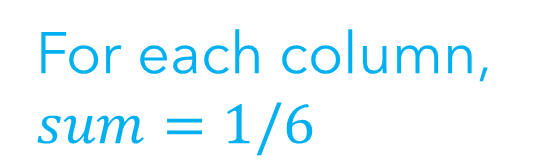 For each column,
sum = 1/6